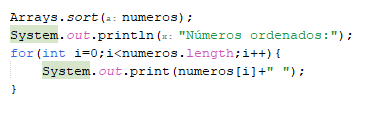 Arrays.sort(a: numeros);
System.out.println(x: "Números ordenados:");
for(int i=0;i<numeros.length;i++){
System.out.print(numeros[i]+" ");
}